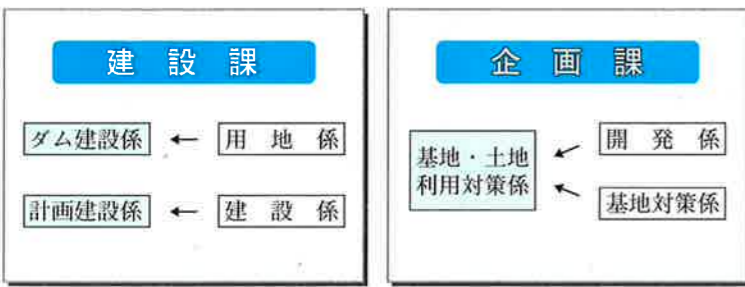 建設課
ダム建設係 ← 用地係
計画建設係 ← 建設係
企画課
基地・土地
利用対策係
開発係
基地対策係